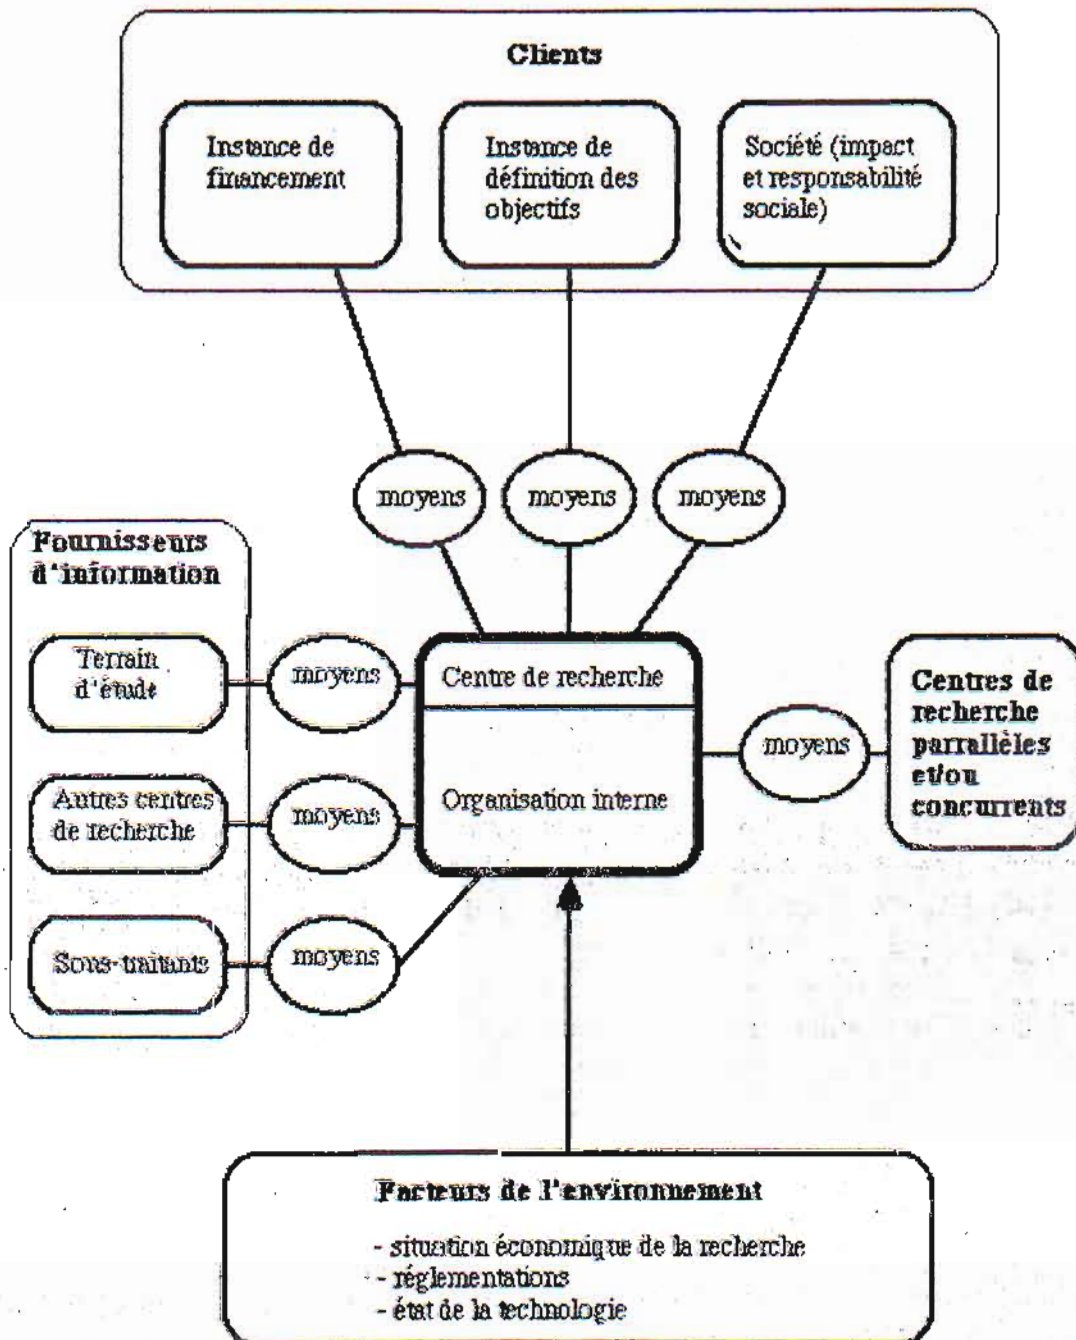 Clients
Instance de
financement
Instance de
définition des
objectifs
Société (impact
et responsabilité
sociale)
moyens
moyens
moyens
Fournisseurs
d'information
Terrain
d'étude
moyens
Autres centres
de recherche
moyens
Sous-traitants
moyens
Centre de recherche
Organisation interne
moyens
Centres de
recherche
parrallèles
et/ou
concurrents
Facteurs de l'environnement
- situation économique de la recherche
- réglementations
- état de la technologie